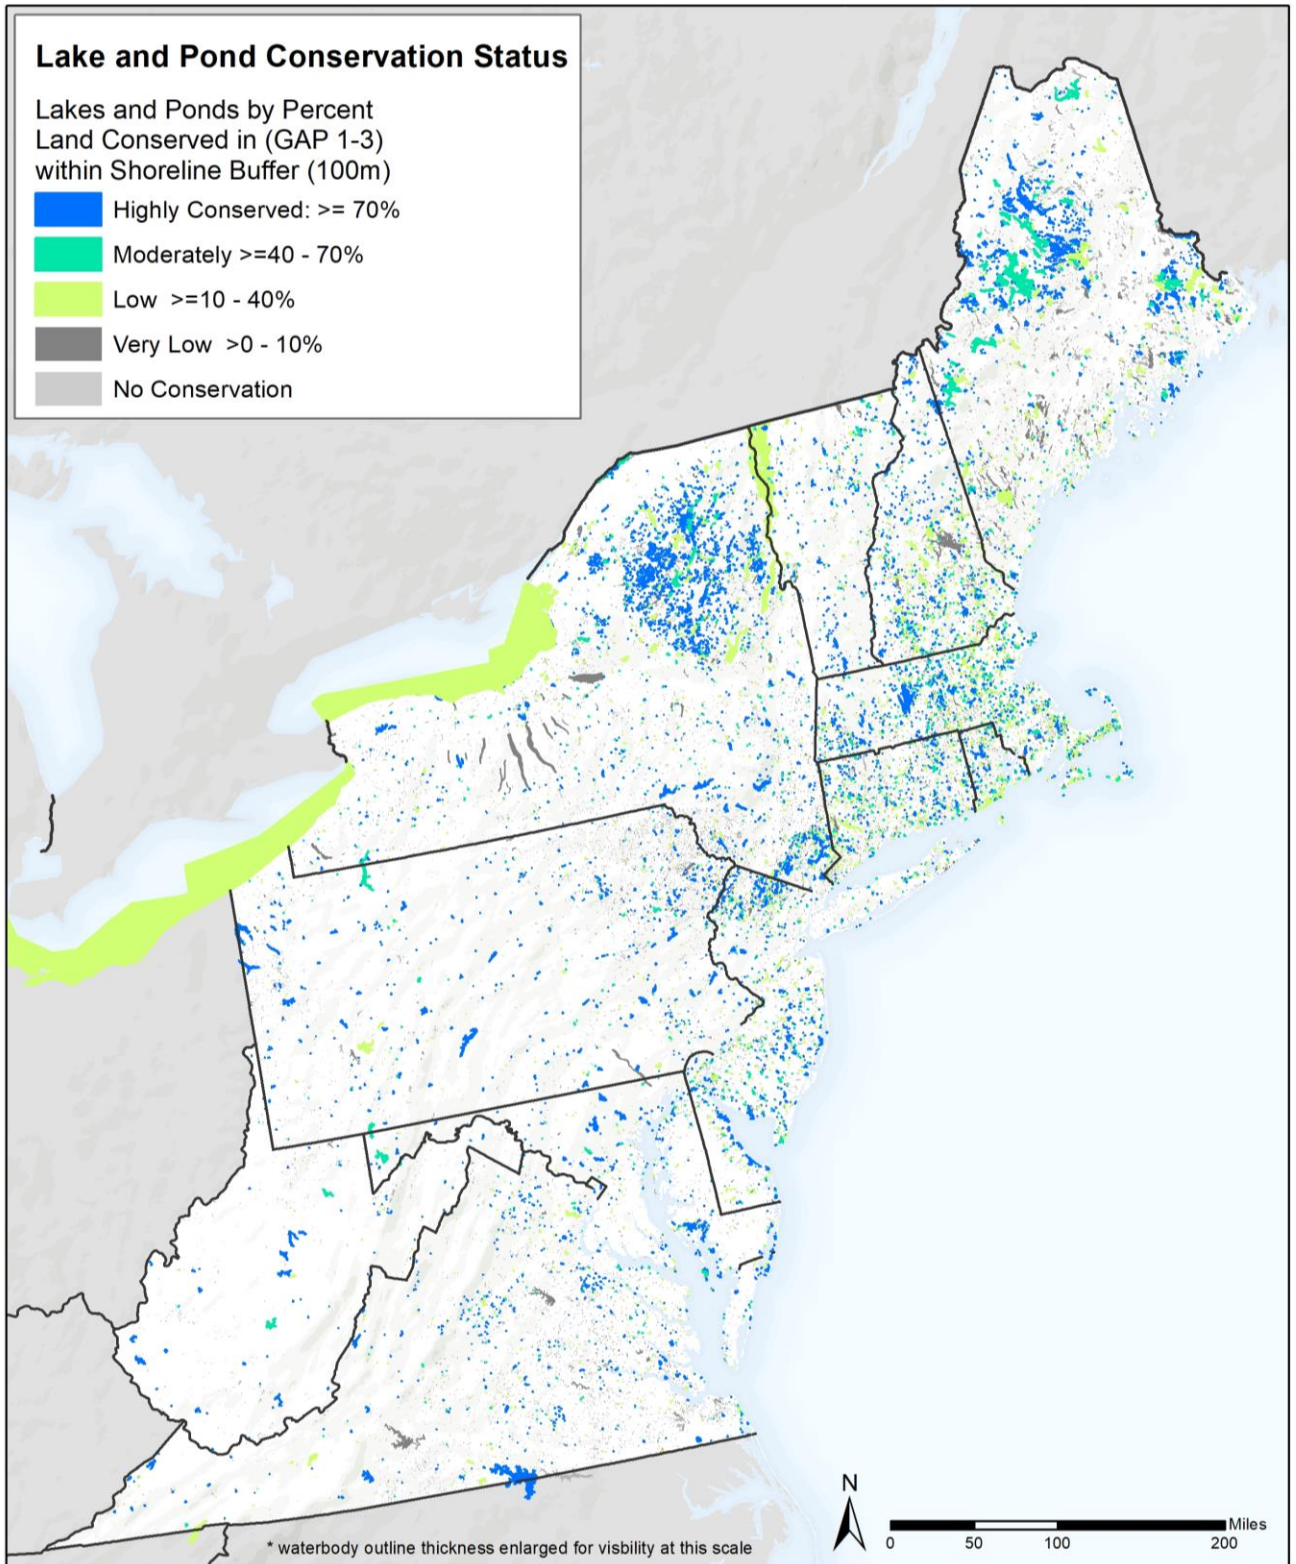 Lake and Pond Conservation Status
Lakes and Ponds by Percent
Land Conserved in (GAP 1-3)
within Shoreline Buffer (100m)
Highly Conserved: >= 70%
Moderately >=40 - 70%
Low >=10 - 40%
Very Low >0 - 10%
No Conservation
N
Miles
0 50 100 200
* waterbody outline thickness enlarged for visbility at this scale